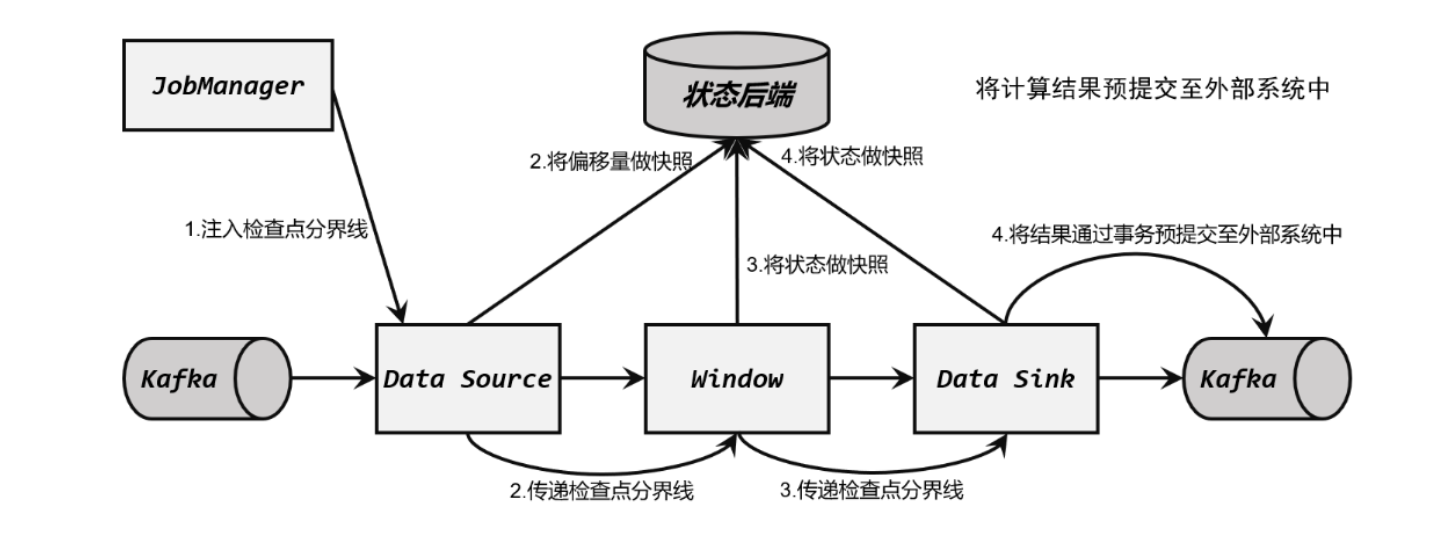 JobManager
状态后端
将计算结果预提交至外部系统中
2.将偏移量做快照
4.将状态做快照
1.注入检查点分界线
4.将结果通过事务预提交至外部系统中
3.将状态做快照
Kafka
Data Source
Window
Data Sink
Kafka
2.传递检查点分界线
3.传递检查点分界线